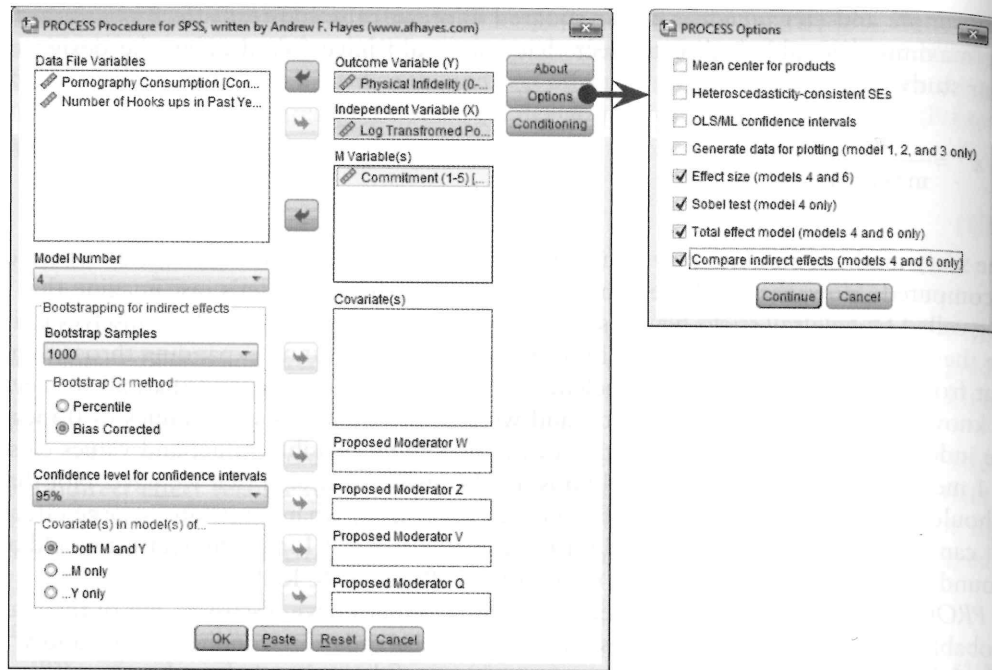 PROCESS Procedure for SPSS, written by Andrew F. Hayes (www.afhayes.com)
Data File Variables
Pornography Consumption [Con...
Number of Hooks ups in Past Ye...
Model Number
4
Bootstrapping for indirect effects
Bootstrap Samples
1000
Bootstrap CI method
Percentile
Bias Corrected
Confidence level for confidence intervals
95%
Covariate(s) in model(s) of...
...both M and Y
...M only
...Y only
Outcome Variable (Y)
Physical Infidelity (0-...
Independent Variable (X)
Log Transfromed Po...
M Variable(s)
Commitment (1-5) [...
Covariate(s)
Proposed Moderator W
Proposed Moderator Z
Proposed Moderator V
Proposed Moderator Q
About
Options
Conditioning
OK Paste Reset Cancel
PROCESS Options
Mean center for products
Heteroscedasticity-consistent SEs
OLS/ML confidence intervals
Generate data for plotting (model 1, 2, and 3 only)
Effect size (models 4 and 6)
Sobel test (model 4 only)
Total effect model (models 4 and 6 only)
Compare indirect effects (models 4 and 6 only)
Continue Cancel